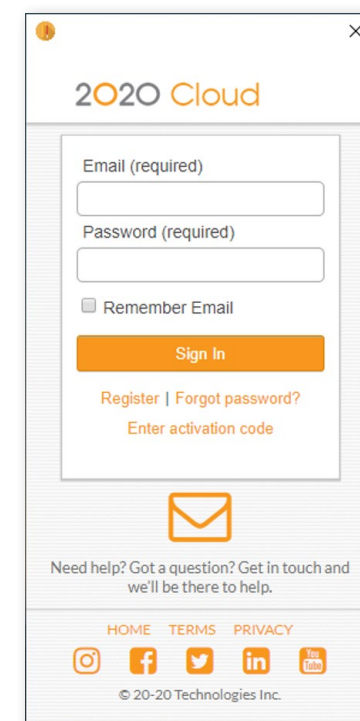 2020 Cloud
Email (required)
Password (required)
Remember Email
Sign In
Register | Forgot password?
Enter activation code
Need help? Got a question? Get in touch and
we'll be there to help.
HOME TERMS PRIVACY
You
Tube
© 20-20 Technologies Inc.